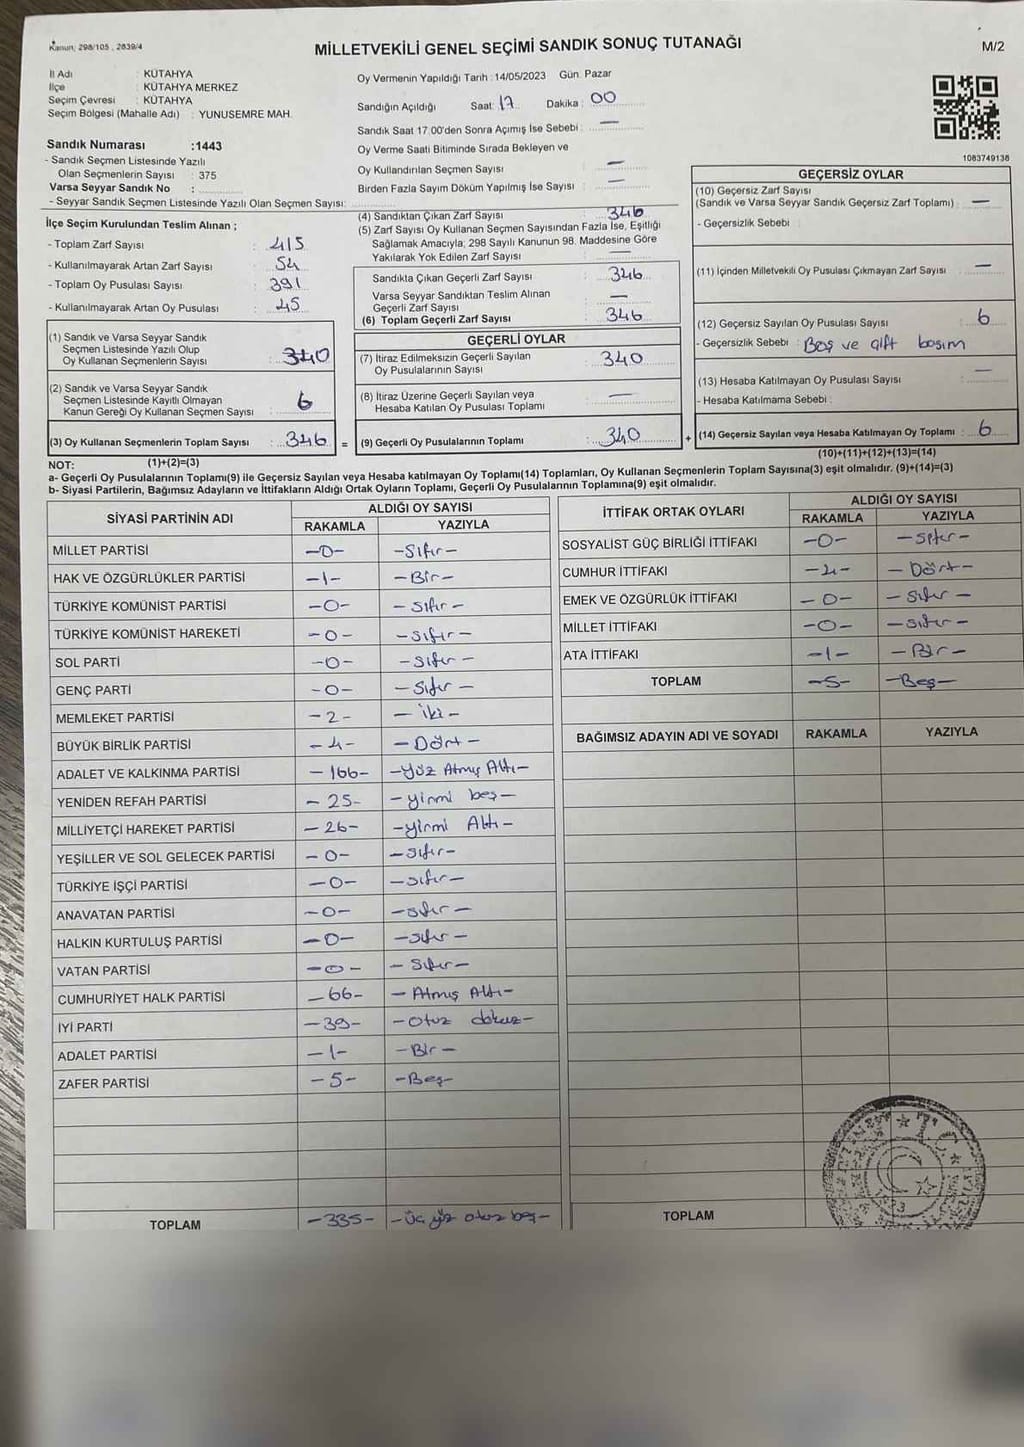 Kanun; 298/105 , 2839/4
MİLLETVEKİLİ GENEL SEÇİMİ SANDIK SONUÇ TUTANAĞI
M/2
İl Adı : KÜTAHYA
İlçe : KÜTAHYA MERKEZ
Seçim Çevresi : KÜTAHYA
Seçim Bölgesi (Mahalle Adı) : YUNUSEMRE MAH.
Sandık Numarası :1443
- Sandık Seçmen Listesinde Yazılı
Olan Seçmenlerin Sayısı : 375
Varsa Seyyar Sandık No :
- Seyyar Sandık Seçmen Listesinde Yazılı Olan Seçmen Sayısı:
Oy Vermenin Yapıldığı Tarih : 14/05/2023 Gün: Pazar
Sandığın Açıldığı Saat: 17 Dakika : 00
Sandık Saat 17.00'den Sonra Açımış İse Sebebi : —
Oy Verme Saati Bitiminde Sırada Bekleyen ve
Oy Kullandırılan Seçmen Sayısı : —
Birden Fazla Sayım Döküm Yapılmış İse Sayısı : —
1083749138
İlçe Seçim Kurulundan Teslim Alınan ;
- Toplam Zarf Sayısı : 415
- Kullanılmayarak Artan Zarf Sayısı : 54
- Toplam Oy Pusulası Sayısı : 391
- Kullanılmayarak Artan Oy Pusulası : 45
(1) Sandık ve Varsa Seyyar Sandık
Seçmen Listesinde Yazılı Olup
Oy Kullanan Seçmenlerin Sayısı : 340
(2) Sandık ve Varsa Seyyar Sandık
Seçmen Listesinde Kayıtlı Olmayan
Kanun Gereği Oy Kullanan Seçmen Sayısı : 6
(3) Oy Kullanan Seçmenlerin Toplam Sayısı : 346 =
(1)+(2)=(3)
(4) Sandıktan Çıkan Zarf Sayısı : 346
(5) Zarf Sayısı Oy Kullanan Seçmen Sayısından Fazla İse, Eşitliği
Sağlamak Amacıyla; 298 Sayılı Kanunun 98. Maddesine Göre
Yakılarak Yok Edilen Zarf Sayısı : —
Sandıkta Çıkan Geçerli Zarf Sayısı : 346
Varsa Seyyar Sandıktan Teslim Alınan
Geçerli Zarf Sayısı : —
(6) Toplam Geçerli Zarf Sayısı : 346
GEÇERLİ OYLAR
(7) İtiraz Edilmeksizin Geçerli Sayılan
Oy Pusulalarının Sayısı : 340
(8) İtiraz Üzerine Geçerli Sayılan veya
Hesaba Katılan Oy Pusulası Toplamı : —
(9) Geçerli Oy Pusulalarının Toplamı : 340 +
GEÇERSİZ OYLAR
(10) Geçersiz Zarf Sayısı
(Sandık ve Varsa Seyyar Sandık Geçersiz Zarf Toplamı) : —
- Geçersizlik Sebebi :
(11) İçinden Milletvekili Oy Pusulası Çıkmayan Zarf Sayısı : —
(12) Geçersiz Sayılan Oy Pusulası Sayısı : 6
- Geçersizlik Sebebi : Boş ve çift basım
(13) Hesaba Katılmayan Oy Pusulası Sayısı : —
- Hesaba Katılmama Sebebi :
(14) Geçersiz Sayılan veya Hesaba Katılmayan Oy Toplamı : 6
(10)+(11)+(12)+(13)=(14)
NOT:
a- Geçerli Oy Pusulalarının Toplamı(9) ile Geçersiz Sayılan veya Hesaba katılmayan Oy Toplamı(14) Toplamları, Oy Kullanan Seçmenlerin Toplam Sayısına(3) eşit olmalıdır. (9)+(14)=(3)
b- Siyasi Partilerin, Bağımsız Adayların ve İttifakların Aldığı Ortak Oyların Toplamı, Geçerli Oy Pusulalarının Toplamına(9) eşit olmalıdır.
SİYASİ PARTİNİN ADI ALDIĞI OY SAYISI
RAKAMLA YAZIYLA
MİLLET PARTİSİ -0- -Sıfır-
HAK VE ÖZGÜRLÜKLER PARTİSİ -1- -Bir-
TÜRKİYE KOMÜNİST PARTİSİ -0- -Sıfır-
TÜRKİYE KOMÜNİST HAREKETİ -0- -sıfır-
SOL PARTİ -0- -sıfır-
GENÇ PARTİ -0- -Sıfır-
MEMLEKET PARTİSİ -2- -iki-
BÜYÜK BİRLİK PARTİSİ -4- -Dört-
ADALET VE KALKINMA PARTİSİ -166- -Yüz Atmış Altı-
YENİDEN REFAH PARTİSİ -25- -yirmi beş-
MİLLİYETÇİ HAREKET PARTİSİ -26- -yirmi Altı-
YEŞİLLER VE SOL GELECEK PARTİSİ -0- -sıfır-
TÜRKİYE İŞÇİ PARTİSİ -0- -sıfır-
ANAVATAN PARTİSİ -0- -sıfır-
HALKIN KURTULUŞ PARTİSİ -0- -sıfır-
VATAN PARTİSİ -0- -Sıfır-
CUMHURİYET HALK PARTİSİ -66- -Atmış Altı-
İYİ PARTİ -39- -otuz dokuz-
ADALET PARTİSİ -1- -Bir-
ZAFER PARTİSİ -5- -Beş-
TOPLAM -335- -üç yüz otuz beş-
İTTİFAK ORTAK OYLARI ALDIĞI OY SAYISI
RAKAMLA YAZIYLA
SOSYALİST GÜÇ BİRLİĞİ İTTİFAKI -0- -sıfır-
CUMHUR İTTİFAKI -4- -Dört-
EMEK VE ÖZGÜRLÜK İTTİFAKI -0- -sıfır-
MİLLET İTTİFAKI -0- -sıfır-
ATA İTTİFAKI -1- -Bir-
TOPLAM -5- -Beş-
BAĞIMSIZ ADAYIN ADI VE SOYADI RAKAMLA YAZIYLA
TOPLAM
T.C.